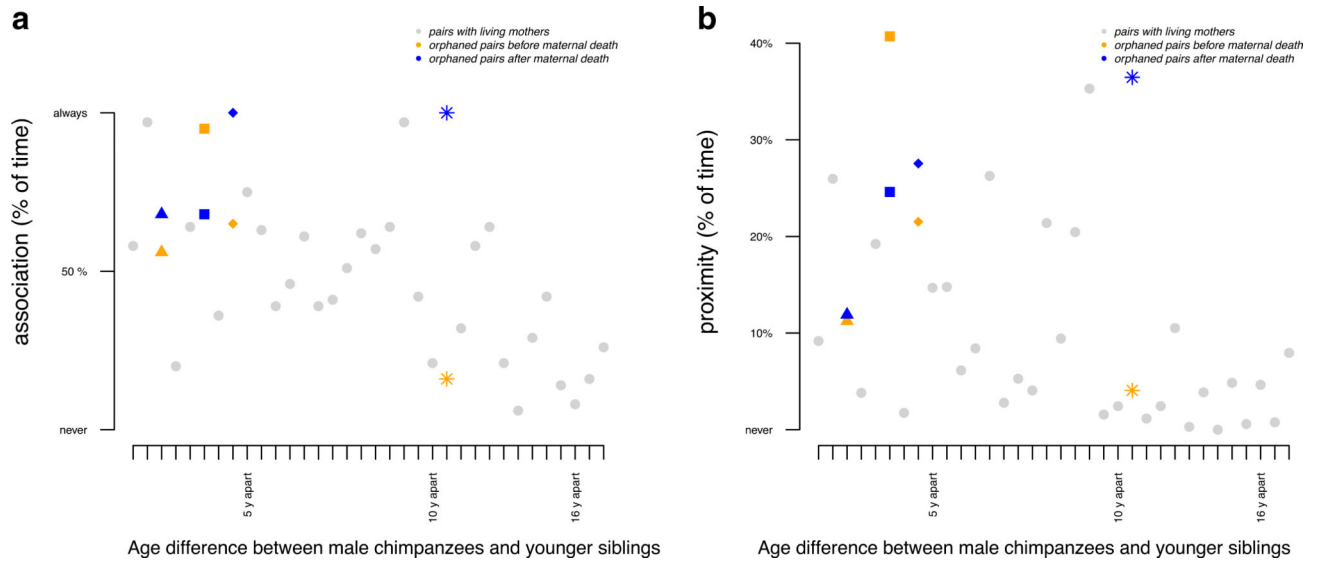 a
pairs with living mothers
orphaned pairs before maternal death
orphaned pairs after maternal death
always
50 %
never
association (% of time)
5 y apart
10 y apart
16 y apart
Age difference between male chimpanzees and younger siblings
b
pairs with living mothers
orphaned pairs before maternal death
orphaned pairs after maternal death
40%
30%
20%
10%
never
proximity (% of time)
5 y apart
10 y apart
16 y apart
Age difference between male chimpanzees and younger siblings